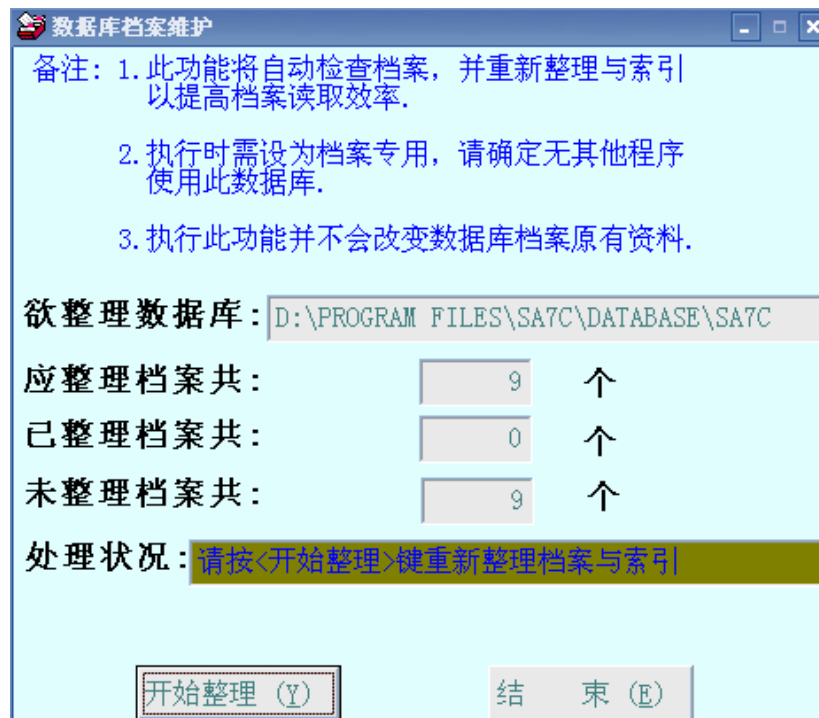 数据库档案维护
备注: 1.此功能将自动检查档案, 并重新整理与索引
以提高档案读取效率.
2.执行时需设为档案专用, 请确定无其他程序
使用此数据库.
3.执行此功能并不会改变数据库档案原有资料.
欲整理数据库: D:\PROGRAM FILES\SA7C\DATABASE\SA7C
应整理档案共: 9 个
已整理档案共: 0 个
未整理档案共: 9 个
处理状况: 请按<开始整理>键重新整理档案与索引
开始整理 (Y) 结 束 (E)